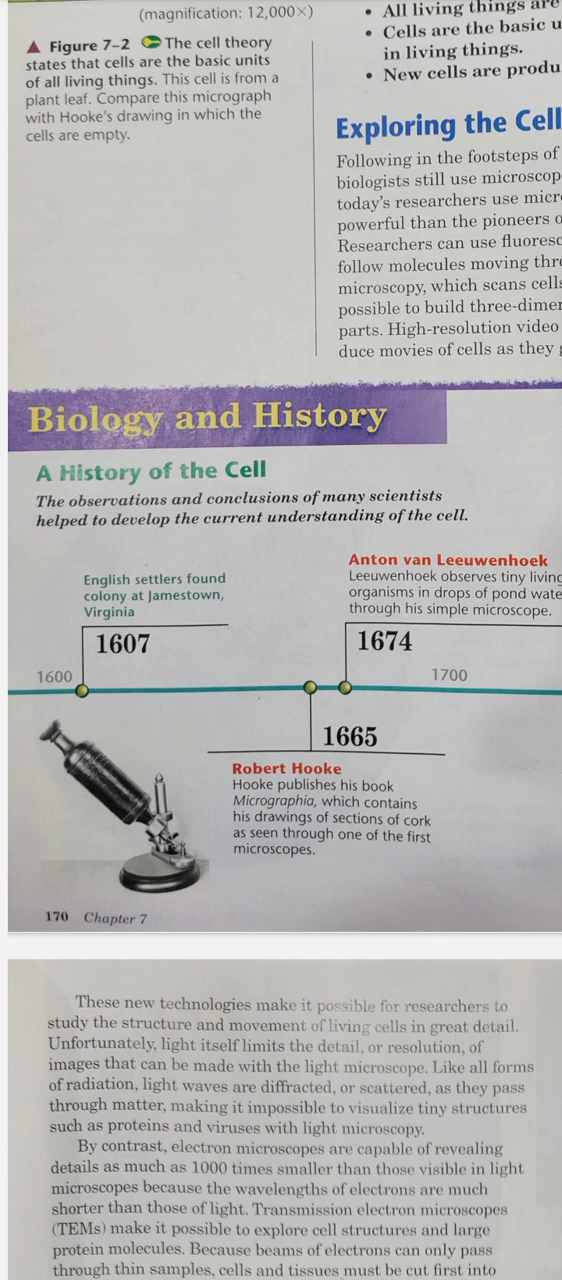 (magnification: 12,000×)
▲ Figure 7–2 The cell theory
states that cells are the basic units
of all living things. This cell is from a
plant leaf. Compare this micrograph
with Hooke's drawing in which the
cells are empty.
• All living things are
• Cells are the basic u
in living things.
• New cells are produ
Exploring the Cell
Following in the footsteps of
biologists still use microscop
today's researchers use micr
powerful than the pioneers o
Researchers can use fluoresc
follow molecules moving thr
microscopy, which scans cells
possible to build three-dimen
parts. High-resolution video
duce movies of cells as they g
Biology and History
A History of the Cell
The observations and conclusions of many scientists
helped to develop the current understanding of the cell.
English settlers found
colony at Jamestown,
Virginia
1607
Anton van Leeuwenhoek
Leeuwenhoek observes tiny living
organisms in drops of pond wate
through his simple microscope.
1674
1600
1700
1665
Robert Hooke
Hooke publishes his book
Micrographia, which contains
his drawings of sections of cork
as seen through one of the first
microscopes.
170 Chapter 7
These new technologies make it possible for researchers to
study the structure and movement of living cells in great detail.
Unfortunately, light itself limits the detail, or resolution, of
images that can be made with the light microscope. Like all forms
of radiation, light waves are diffracted, or scattered, as they pass
through matter, making it impossible to visualize tiny structures
such as proteins and viruses with light microscopy.
By contrast, electron microscopes are capable of revealing
details as much as 1000 times smaller than those visible in light
microscopes because the wavelengths of electrons are much
shorter than those of light. Transmission electron microscopes
(TEMs) make it possible to explore cell structures and large
protein molecules. Because beams of electrons can only pass
through thin samples, cells and tissues must be cut first into